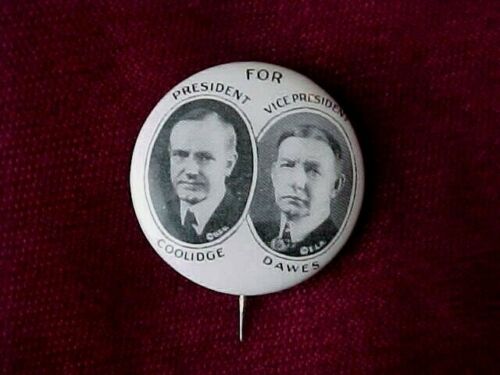 FOR
PRESIDENT
VICE PRESIDENT
COOLIDGE
DAWES